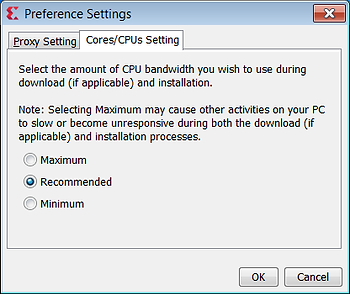 Preference Settings
Proxy Setting
Cores/CPUs Setting
Select the amount of CPU bandwidth you wish to use during
download (if applicable) and installation.
Note: Selecting Maximum may cause other activities on your PC
to slow or become unresponsive during both the download (if
applicable) and installation processes.
Maximum
Recommended
Minimum
OK
Cancel